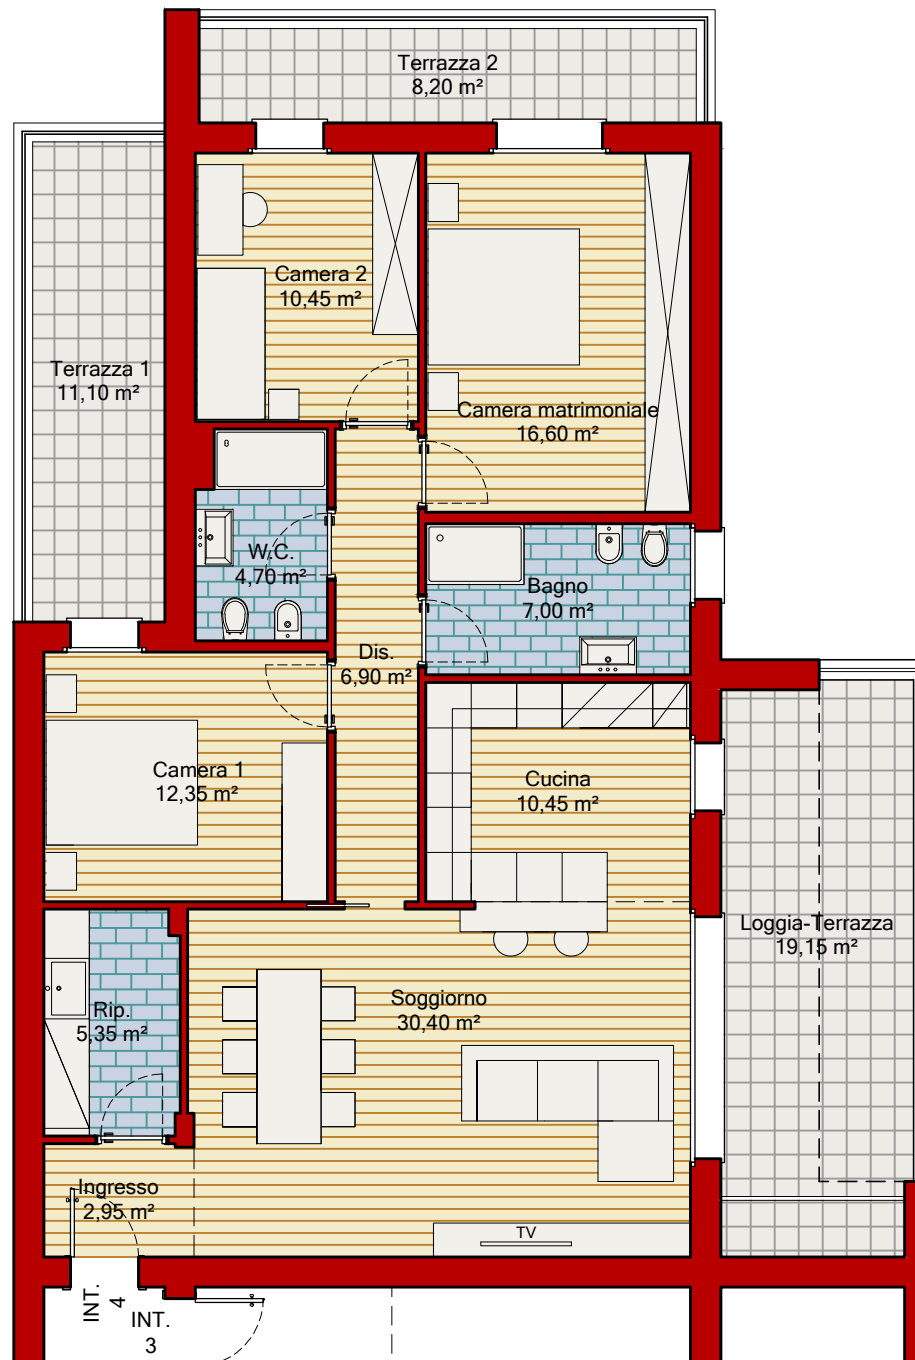 Terrazza 2
8,20 m²
Camera 2
10,45 m²
Terrazza 1
11,10 m²
Camera matrimoniale
16,60 m²
W.C.
4,70 m²
Bagno
7,00 m²
Dis.
6,90 m²
Camera 1
12,35 m²
Cucina
10,45 m²
Loggia-Terrazza
19,15 m²
Soggiorno
30,40 m²
Rip.
5,35 m²
Ingresso
2,95 m²
TV
INT.
4
INT.
3